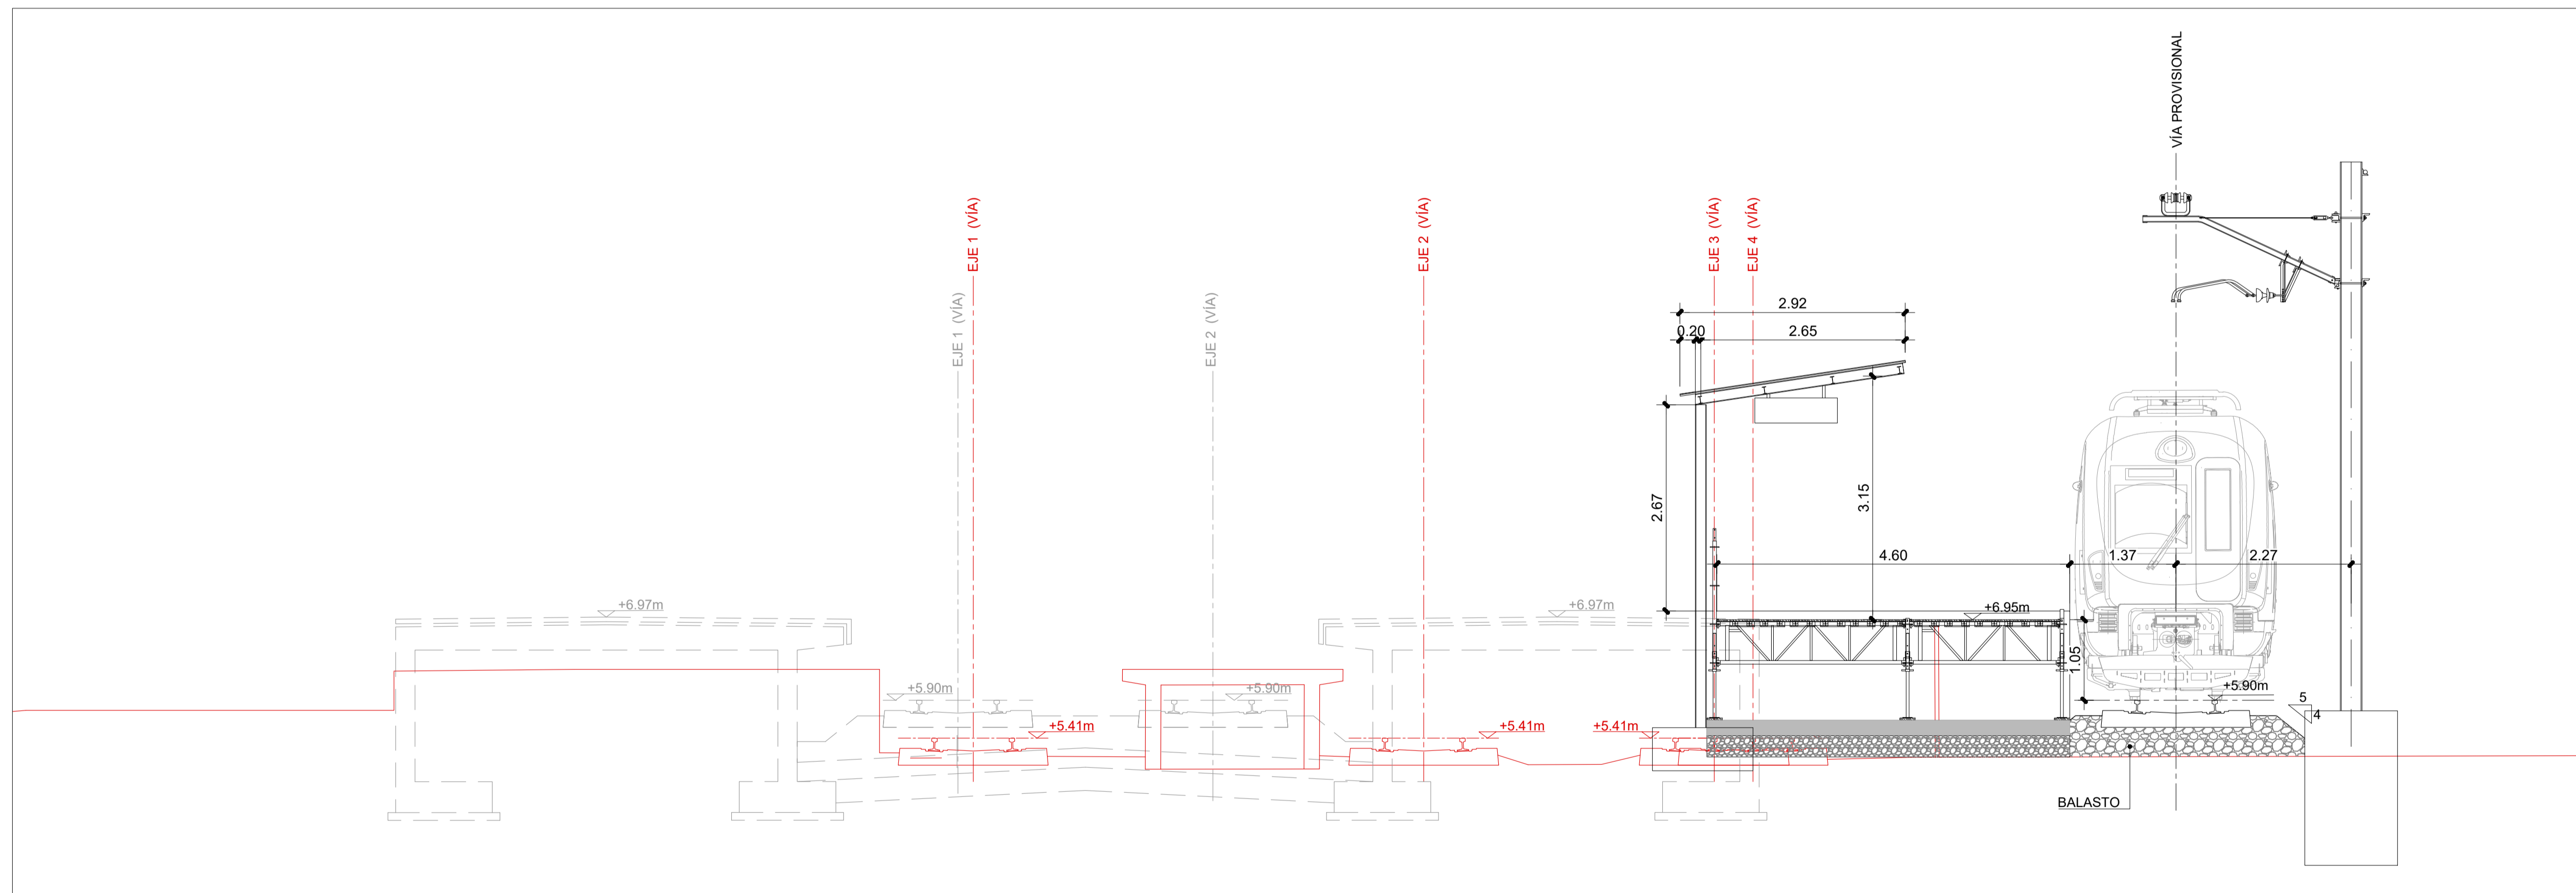 VÍA PROVISIONAL
EJE 1 (VÍA)
EJE 2 (VÍA)
EJE 3 (VÍA)
EJE 4 (VÍA)
EJE 1 (VÍA)
EJE 2 (VÍA)
2.92
0.20
2.65
2.67
3.15
4.60
1.37
2.27
+6.97m
+6.97m
+6.95m
1.05
+5.90m
+5.90m
+5.90m
5
4
+5.41m
+5.41m
+5.41m
BALASTO